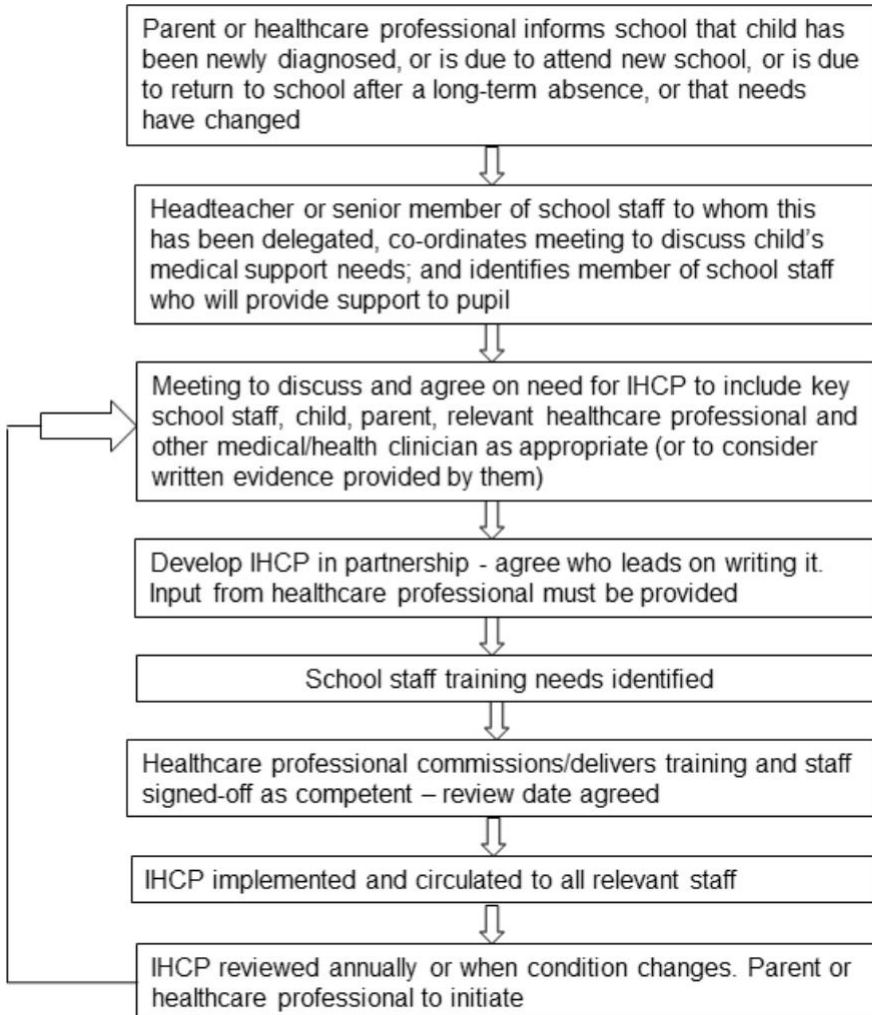 Parent or healthcare professional informs school that child has
been newly diagnosed, or is due to attend new school, or is due
to return to school after a long-term absence, or that needs
have changed
Headteacher or senior member of school staff to whom this
has been delegated, co-ordinates meeting to discuss child's
medical support needs; and identifies member of school staff
who will provide support to pupil
Meeting to discuss and agree on need for IHCP to include key
school staff, child, parent, relevant healthcare professional and
other medical/health clinician as appropriate (or to consider
written evidence provided by them)
Develop IHCP in partnership - agree who leads on writing it.
Input from healthcare professional must be provided
School staff training needs identified
Healthcare professional commissions/delivers training and staff
signed-off as competent – review date agreed
IHCP implemented and circulated to all relevant staff
IHCP reviewed annually or when condition changes. Parent or
healthcare professional to initiate